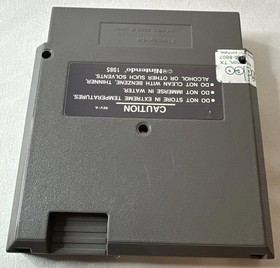 CAUTION
REV-A
● DO NOT STORE IN EXTREME TEMPERATURES.
● DO NOT IMMERSE IN WATER.
● DO NOT CLEAN WITH BENZENE, THINNER,
ALCOHOL OR OTHER SUCH SOLVENTS.
©Nintendo® 1985